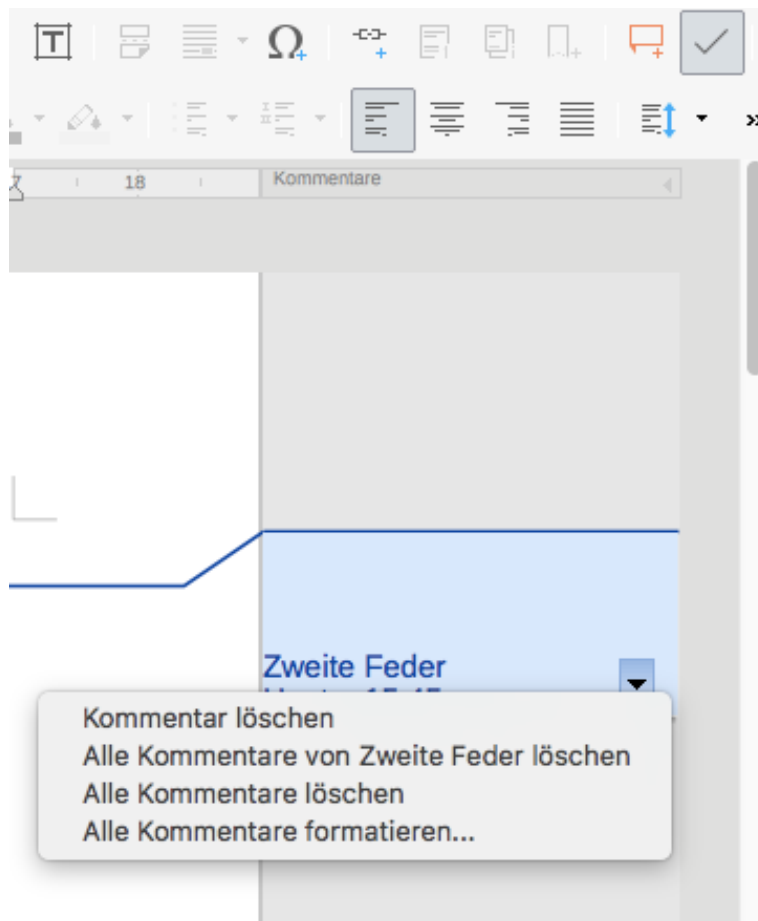 18
Kommentare
Zweite Feder
Kommentar löschen
Alle Kommentare von Zweite Feder löschen
Alle Kommentare löschen
Alle Kommentare formatieren...